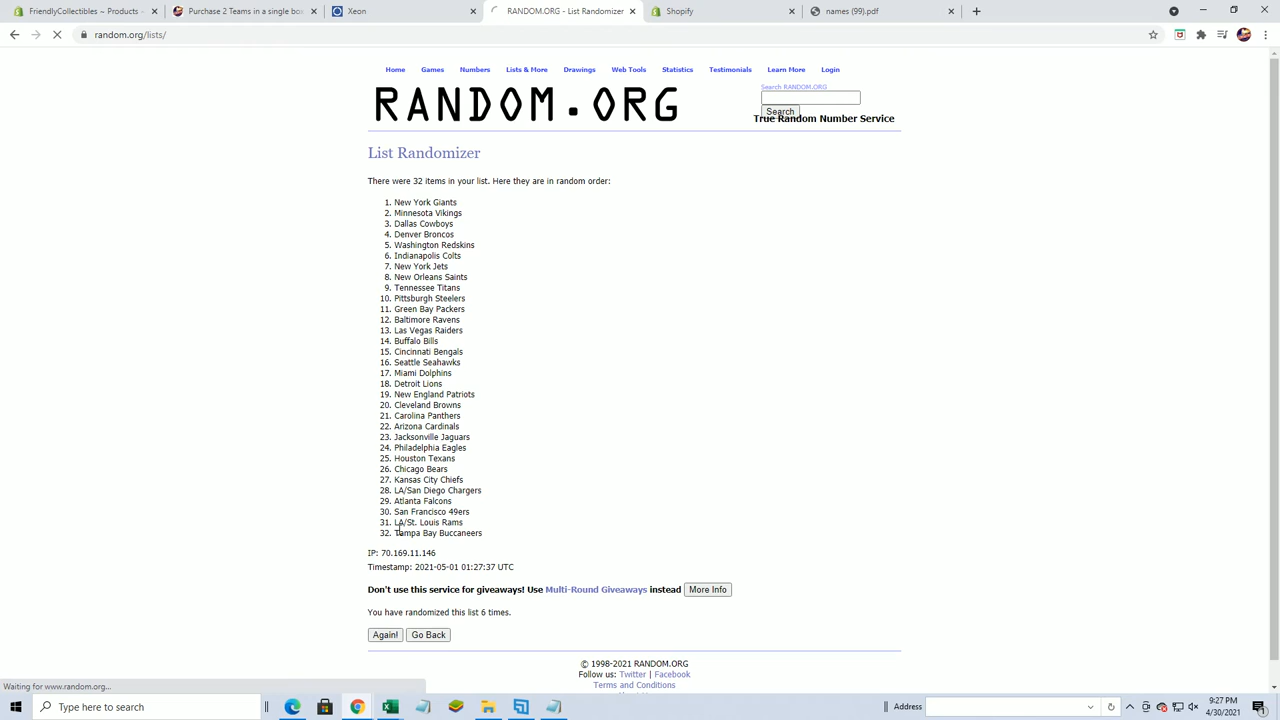 FriendlyCollectibles > Products
Purchase 2 Teams in a single box
Xoom
RANDOM.ORG - List Randomizer
Shopify
names (99).pdf
random.org/lists/
Home Games Numbers Lists & More Drawings Web Tools Statistics Testimonials Learn More Login
RANDOM.ORG
Search RANDOM.ORG
Search
True Random Number Service
List Randomizer
There were 32 items in your list. Here they are in random order:
1. New York Giants
2. Minnesota Vikings
3. Dallas Cowboys
4. Denver Broncos
5. Washington Redskins
6. Indianapolis Colts
7. New York Jets
8. New Orleans Saints
9. Tennessee Titans
10. Pittsburgh Steelers
11. Green Bay Packers
12. Baltimore Ravens
13. Las Vegas Raiders
14. Buffalo Bills
15. Cincinnati Bengals
16. Seattle Seahawks
17. Miami Dolphins
18. Detroit Lions
19. New England Patriots
20. Cleveland Browns
21. Carolina Panthers
22. Arizona Cardinals
23. Jacksonville Jaguars
24. Philadelphia Eagles
25. Houston Texans
26. Chicago Bears
27. Kansas City Chiefs
28. LA/San Diego Chargers
29. Atlanta Falcons
30. San Francisco 49ers
31. LA/St. Louis Rams
32. Tampa Bay Buccaneers
IP: 70.169.11.146
Timestamp: 2021-05-01 01:27:37 UTC
Don't use this service for giveaways! Use Multi-Round Giveaways instead More Info
You have randomized this list 6 times.
Again! Go Back
© 1998-2021 RANDOM.ORG
Follow us: Twitter | Facebook
Terms and Conditions
Waiting for www.random.org...
Type here to search
Address
9:27 PM
4/30/2021